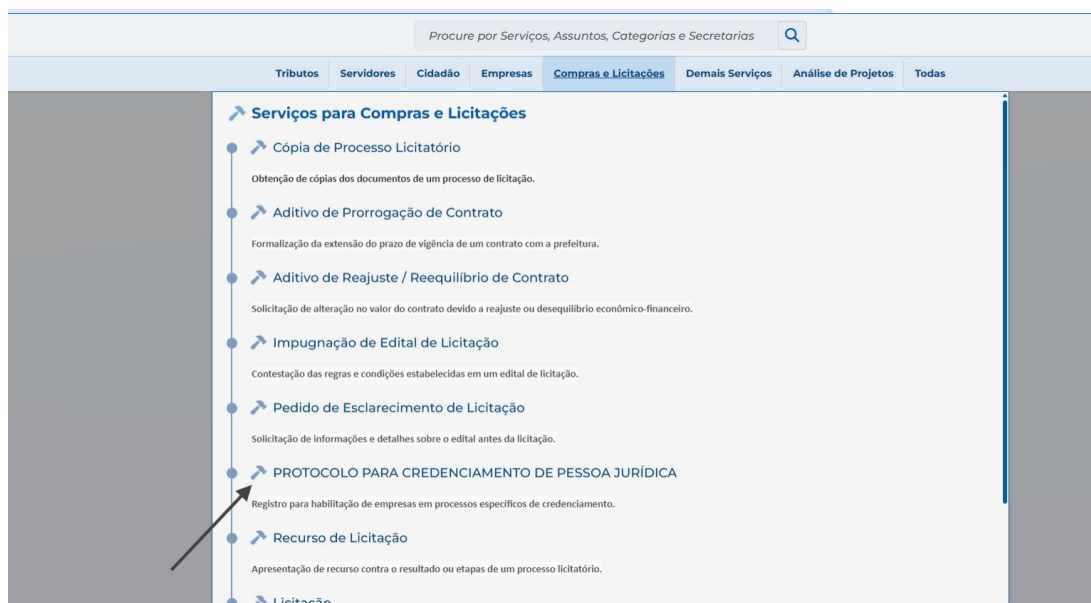 Procure por Serviços, Assuntos, Categorias e Secretarias
Tributos Servidores Cidadão Empresas Compras e Licitações Demais Serviços Análise de Projetos Todas
Serviços para Compras e Licitações
Cópia de Processo Licitatório
Obtenção de cópias dos documentos de um processo de licitação.
Aditivo de Prorrogação de Contrato
Formalização da extensão do prazo de vigência de um contrato com a prefeitura.
Aditivo de Reajuste / Reequilíbrio de Contrato
Solicitação de alteração no valor do contrato devido a reajuste ou desequilíbrio econômico-financeiro.
Impugnação de Edital de Licitação
Contestação das regras e condições estabelecidas em um edital de licitação.
Pedido de Esclarecimento de Licitação
Solicitação de informações e detalhes sobre o edital antes da licitação.
PROTOCOLO PARA CREDENCIAMENTO DE PESSOA JURÍDICA
Registro para habilitação de empresas em processos específicos de credenciamento.
Recurso de Licitação
Apresentação de recurso contra o resultado ou etapas de um processo licitatório.
Licitação